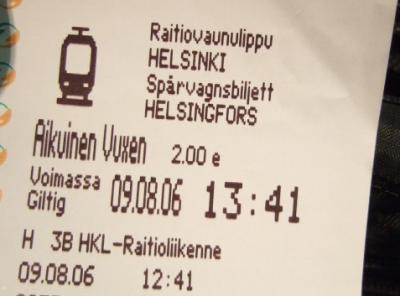 Raitiovaunulippu
HELSINKI
Spårvagnsbiljett
HELSINGFORS
Aikuinen Vuxen 2.00 e
Voimassa
Giltig 09.08.06 13:41
H 3B HKL-Raitioliikenne
09.08.06 12:41